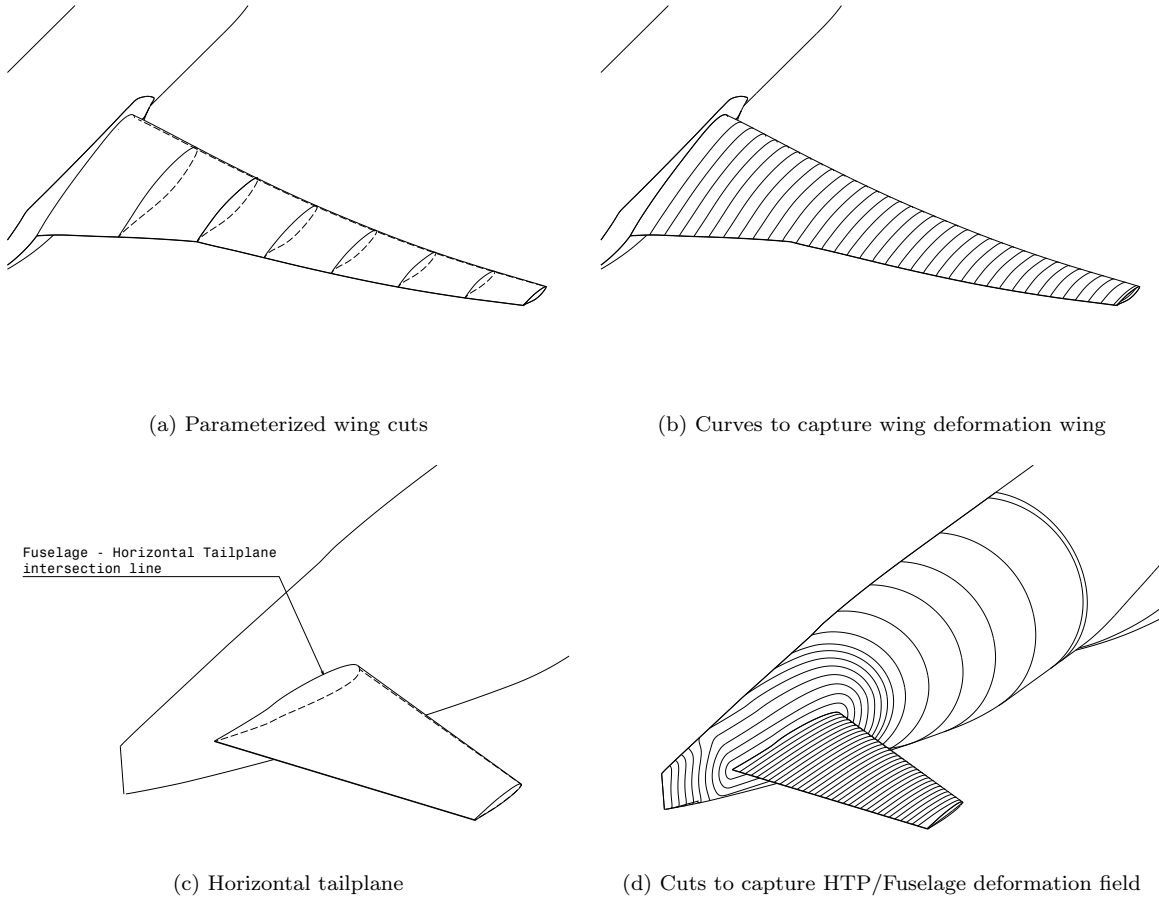 (a) Parameterized wing cuts
(b) Curves to capture wing deformation wing
Fuselage - Horizontal Tailplane
intersection line
(c) Horizontal tailplane
(d) Cuts to capture HTP/Fuselage deformation field